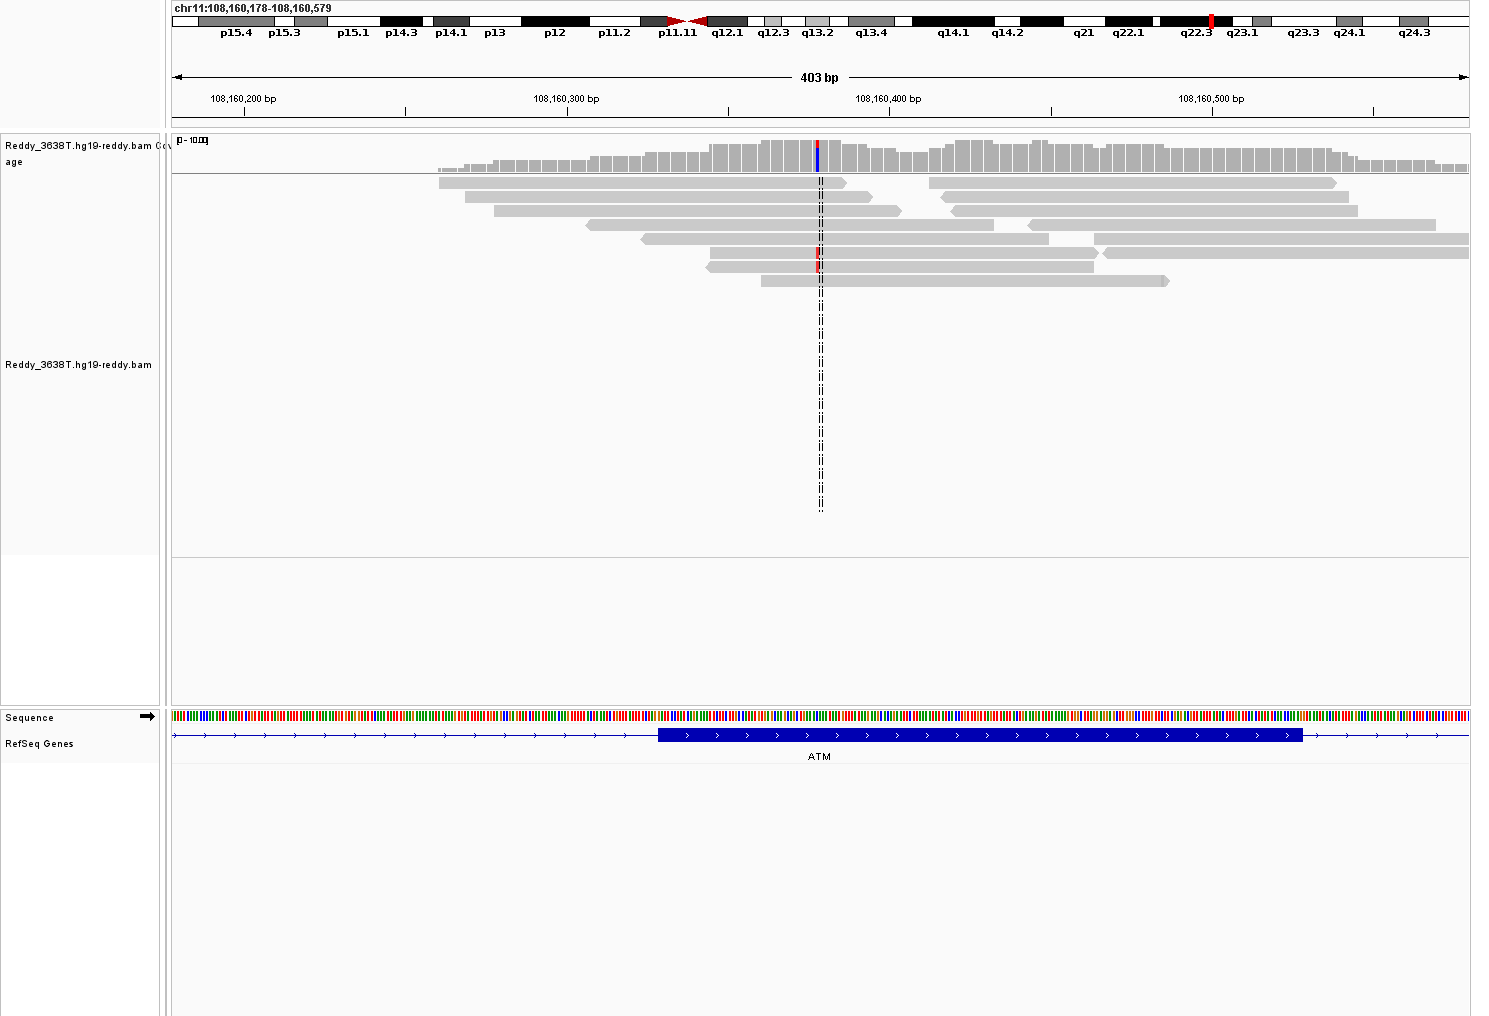 chr11:108,160,178-108,160,579
p15.4 p15.3 p15.1 p14.3 p14.1 p13 p12 p11.2 p11.11 q12.1 q12.3 q13.2 q13.4 q14.1 q14.2 q21 q22.1 q22.3 q23.1 q23.3 q24.1 q24.3
403 bp
108,160,200 bp 108,160,300 bp 108,160,400 bp 108,160,500 bp
[0 - 10.00]
Reddy_3638T.hg19-reddy.bam Cov
age
Reddy_3638T.hg19-reddy.bam
Sequence
RefSeq Genes
ATM